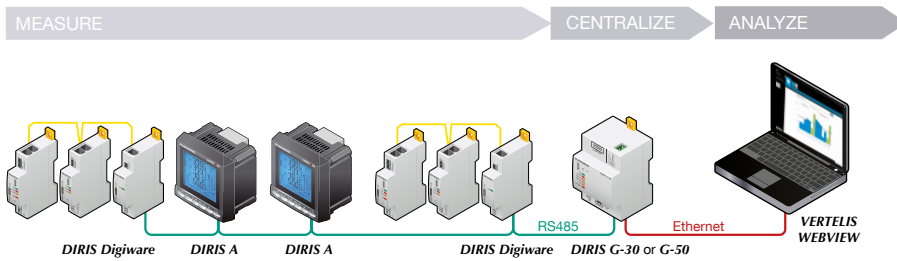 MEASURE
CENTRALIZE
ANALYZE
RS485
Ethernet
DIRIS Digiware
DIRIS A
DIRIS A
DIRIS Digiware
DIRIS G-30 or G-50
VERTELIS
WEBVIEW